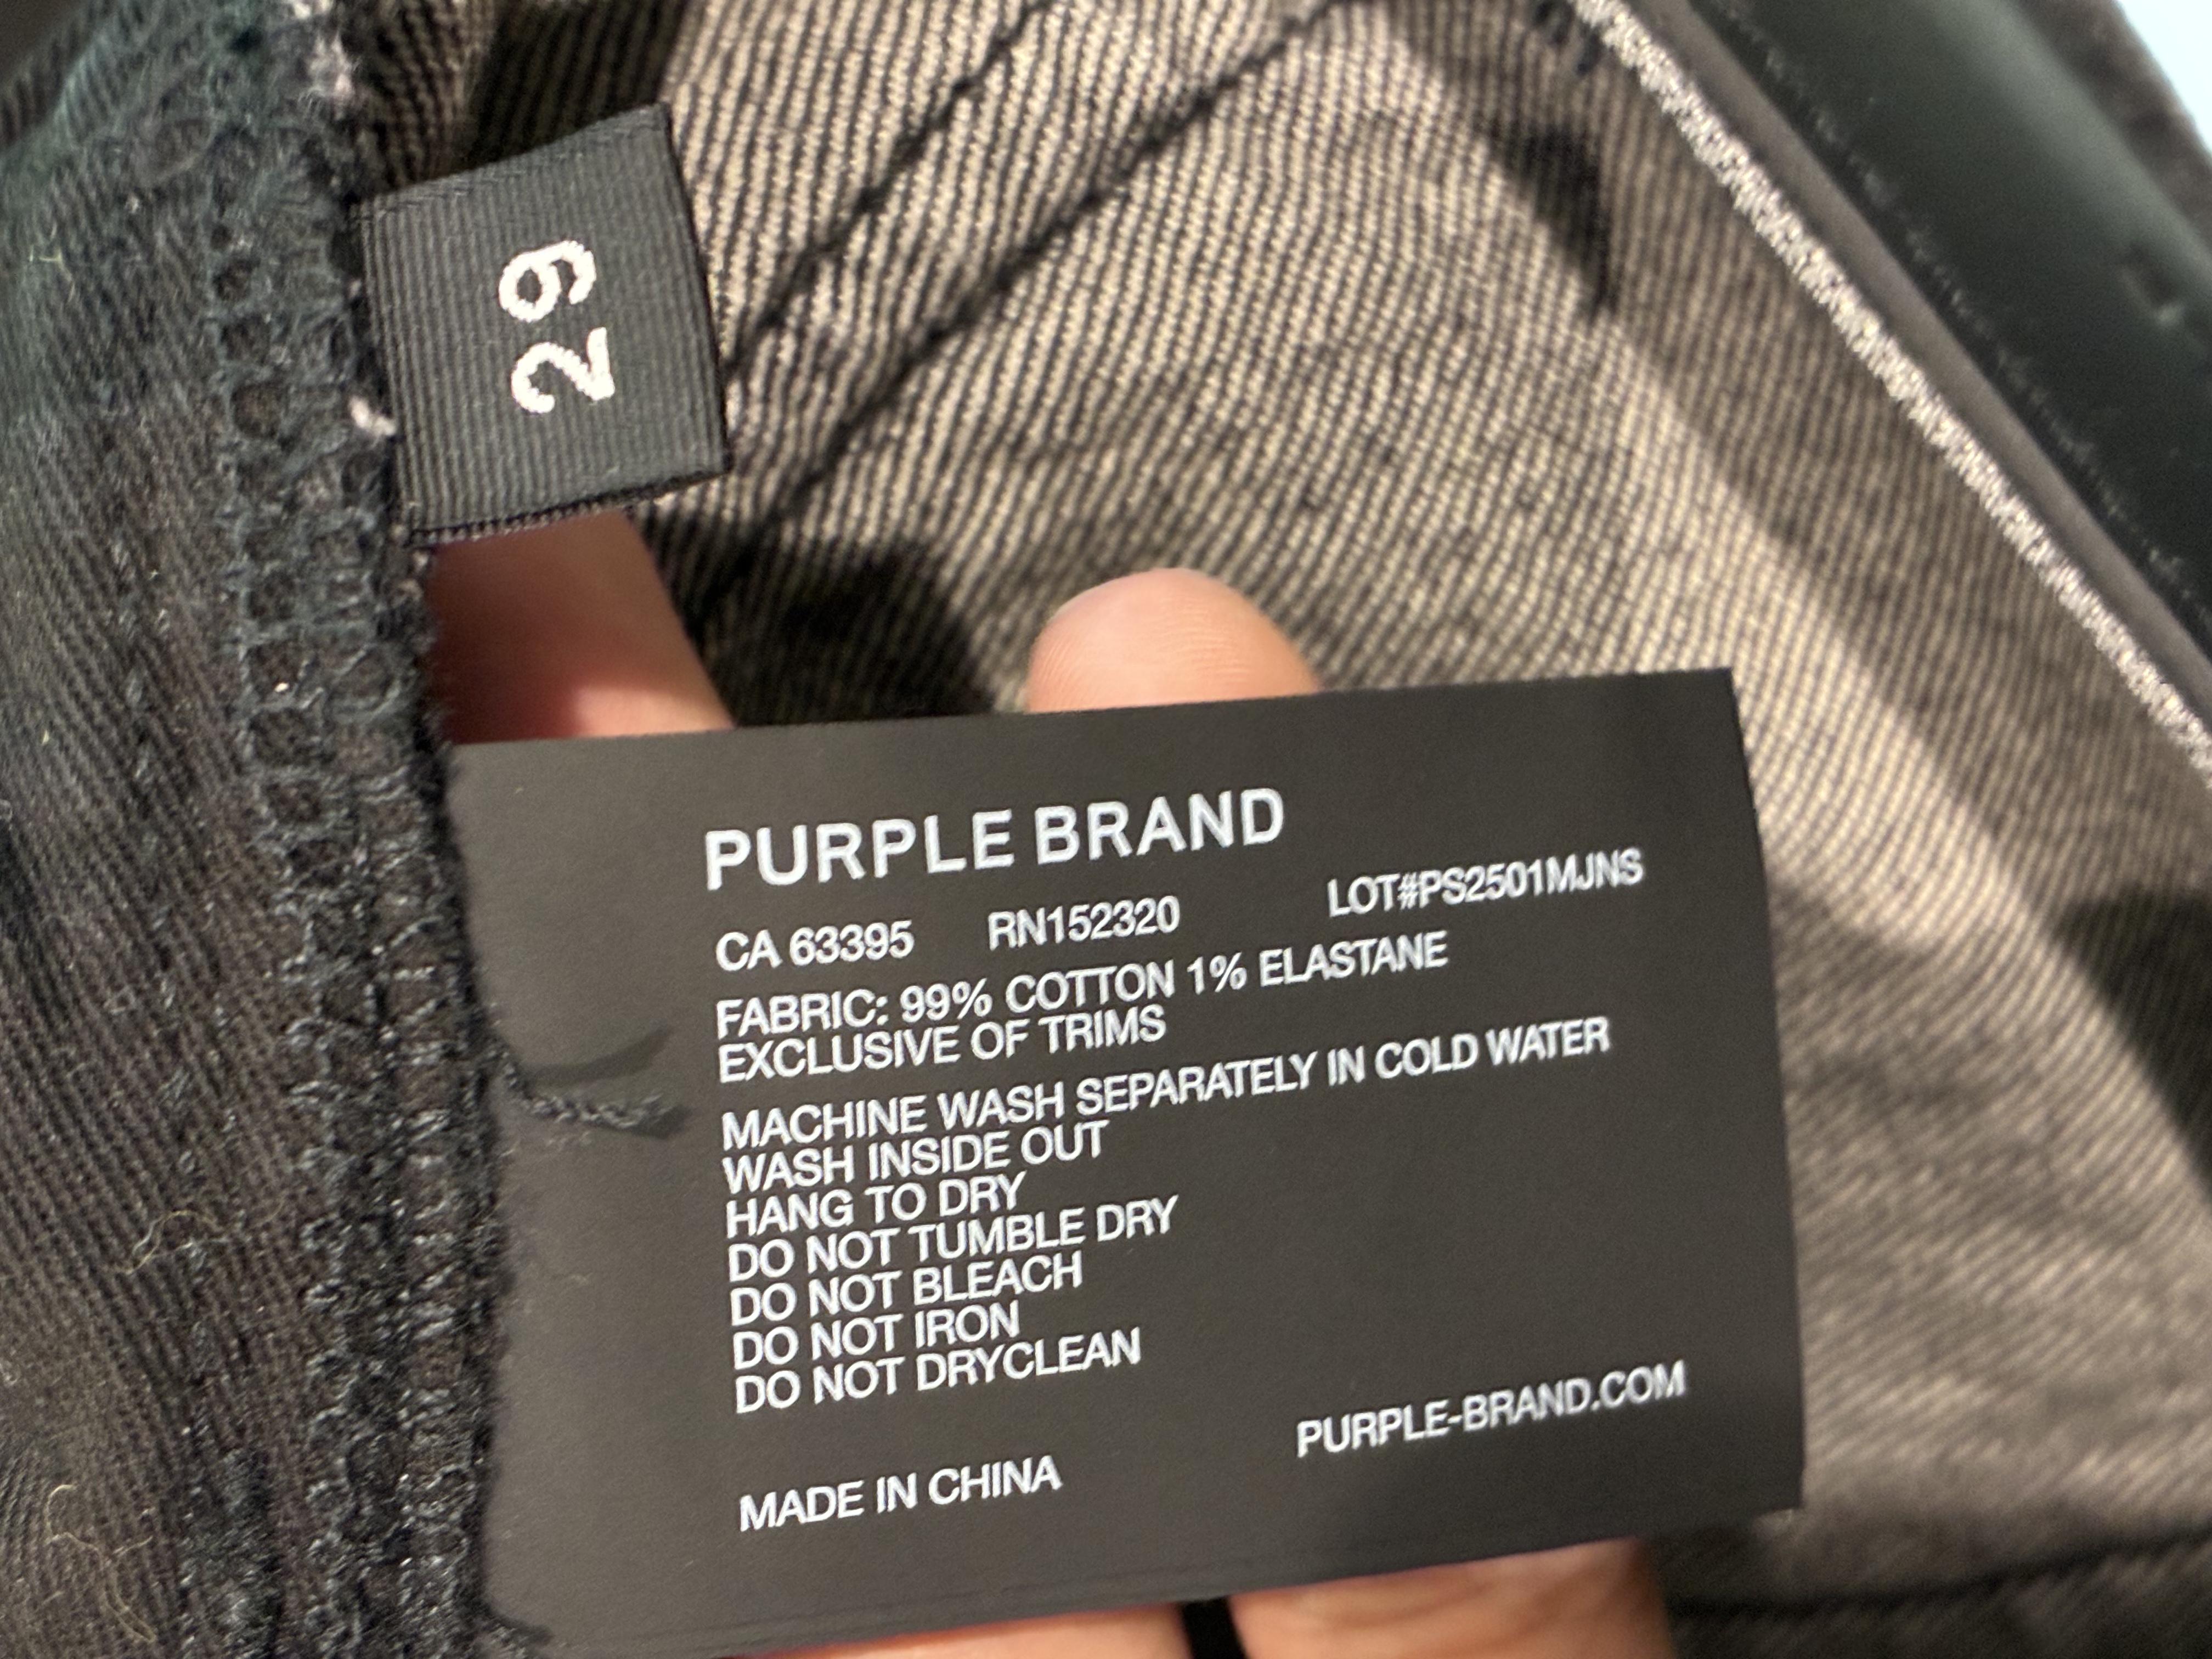 29
PURPLE BRAND
CA 63395 RN152320 LOT#PS2501MJNS
FABRIC: 99% COTTON 1% ELASTANE
EXCLUSIVE OF TRIMS
MACHINE WASH SEPARATELY IN COLD WATER
WASH INSIDE OUT
HANG TO DRY
DO NOT TUMBLE DRY
DO NOT BLEACH
DO NOT IRON
DO NOT DRYCLEAN
MADE IN CHINA PURPLE-BRAND.COM